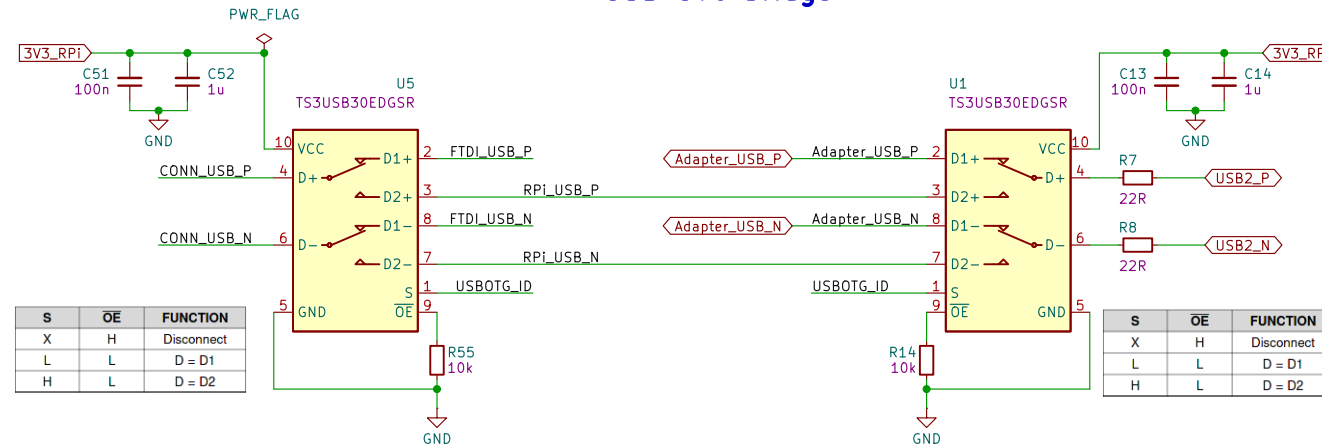 PWR_FLAG
3V3_RPi
C51
100n
C52
1u
GND
U5
TS3USB30EDGSR
10
VCC
4
D+
6
D-
5
GND
D1+
2
FTDI_USB_P
D2+
3
RPi_USB_P
D1-
8
FTDI_USB_N
D2-
7
RPi_USB_N
S
1
USBOTG_ID
OE
9
CONN_USB_P
CONN_USB_N
R55
10k
GND
S OE FUNCTION
X H Disconnect
L L D = D1
H L D = D2
U1
TS3USB30EDGSR
Adapter_USB_P
Adapter_USB_P
2
D1+
3
D2+
Adapter_USB_N
Adapter_USB_N
8
D1-
7
D2-
USBOTG_ID
1
S
9
OE
VCC
10
D+
4
D-
6
GND
5
R14
10k
GND
C13
100n
C14
1u
GND
R7
22R
USB2_P
R8
22R
USB2_N
S OE FUNCTION
X H Disconnect
L L D = D1
H L D = D2